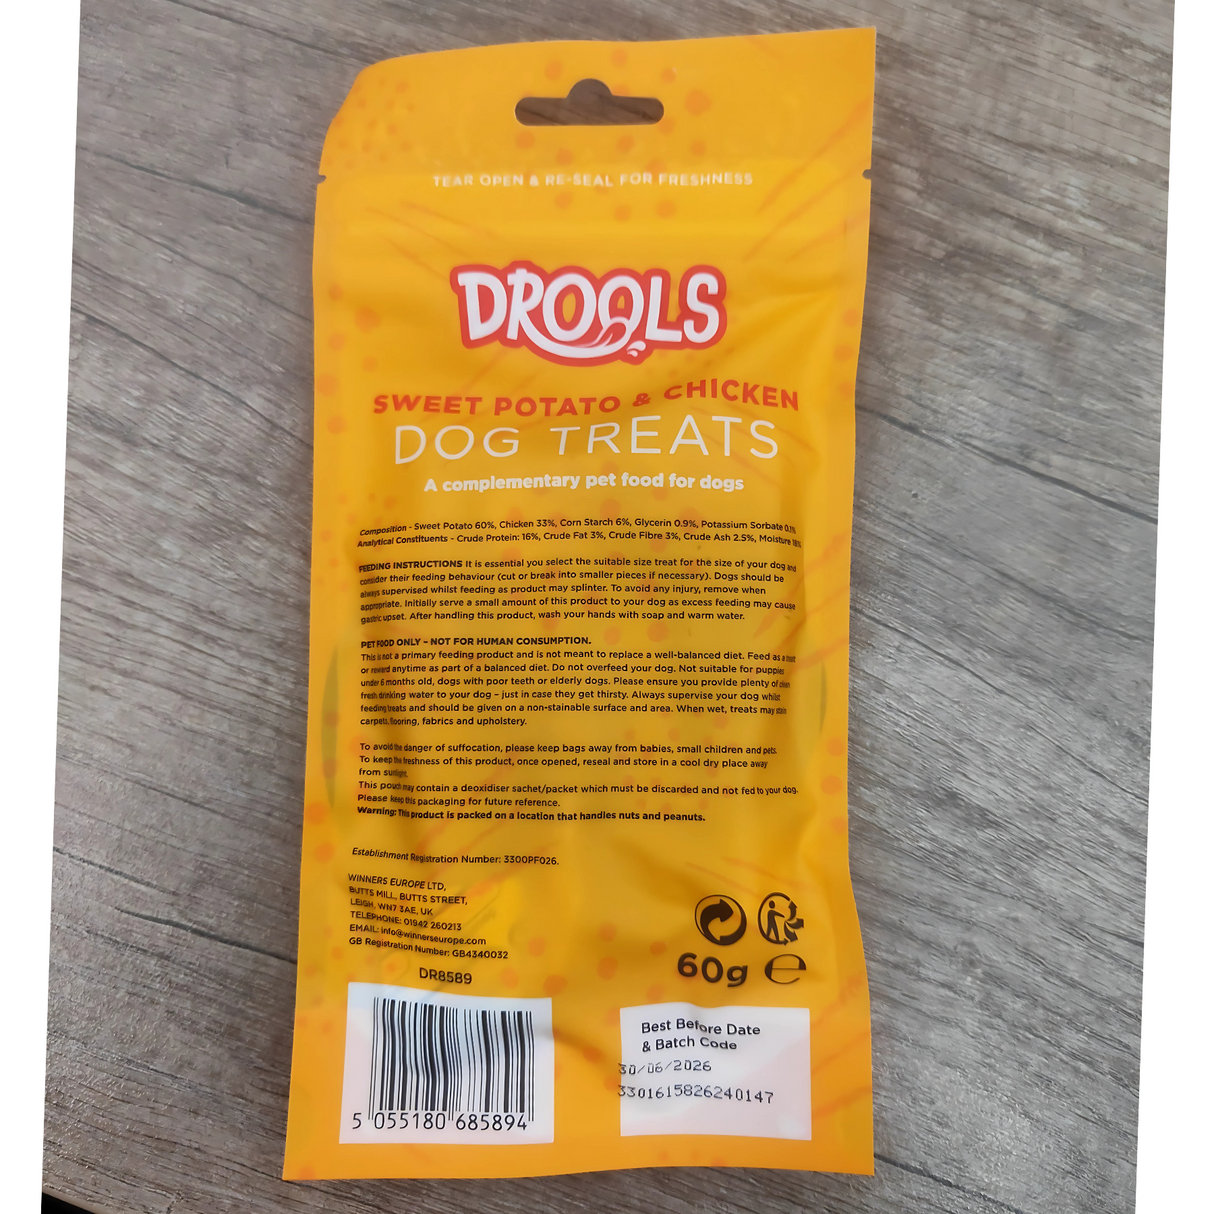 TEAR OPEN & RE-SEAL FOR FRESHNESS
DROOLS
SWEET POTATO & CHICKEN
DOG TREATS
A complementary pet food for dogs
Composition - Sweet Potato 60%, Chicken 33%, Corn Starch 6%, Glycerin 0.9%, Potassium Sorbate 0.1%
Analytical Constituents - Crude Protein: 16%, Crude Fat 3%, Crude Fibre 3%, Crude Ash 2.5%, Moisture 18%
FEEDING INSTRUCTIONS It is essential you select the suitable size treat for the size of your dog and
consider their feeding behaviour (cut or break into smaller pieces if necessary). Dogs should be
always supervised whilst feeding as product may splinter. To avoid any injury, remove when
appropriate. Initially serve a small amount of this product to your dog as excess feeding may cause
gastric upset. After handling this product, wash your hands with soap and warm water.
PET FOOD ONLY – NOT FOR HUMAN CONSUMPTION.
This is not a primary feeding product and is not meant to replace a well-balanced diet. Feed as a treat
or reward anytime as part of a balanced diet. Do not overfeed your dog. Not suitable for puppies
under 6 months old, dogs with poor teeth or elderly dogs. Please ensure you provide plenty of clean
fresh drinking water to your dog – just in case they get thirsty. Always supervise your dog whilst
feeding treats and should be given on a non-stainable surface and area. When wet, treats may stain
carpets, flooring, fabrics and upholstery.
To avoid the danger of suffocation, please keep bags away from babies, small children and pets.
To keep the freshness of this product, once opened, reseal and store in a cool dry place away
from sunlight.
This pouch may contain a deoxidiser sachet/packet which must be discarded and not fed to your dog.
Please keep this packaging for future reference.
Warning: This product is packed on a location that handles nuts and peanuts.
Establishment Registration Number: 3300PF026.
WINNERS EUROPE LTD,
BUTTS MILL, BUTTS STREET,
LEIGH, WN7 3AE, UK
TELEPHONE: 01942 260213
EMAIL: info@winnerseurope.com
GB Registration Number: GB4340032
DR8589
60g ℮
5 055180 685894
Best Before Date
& Batch Code
30/06/2026
3301615826240147